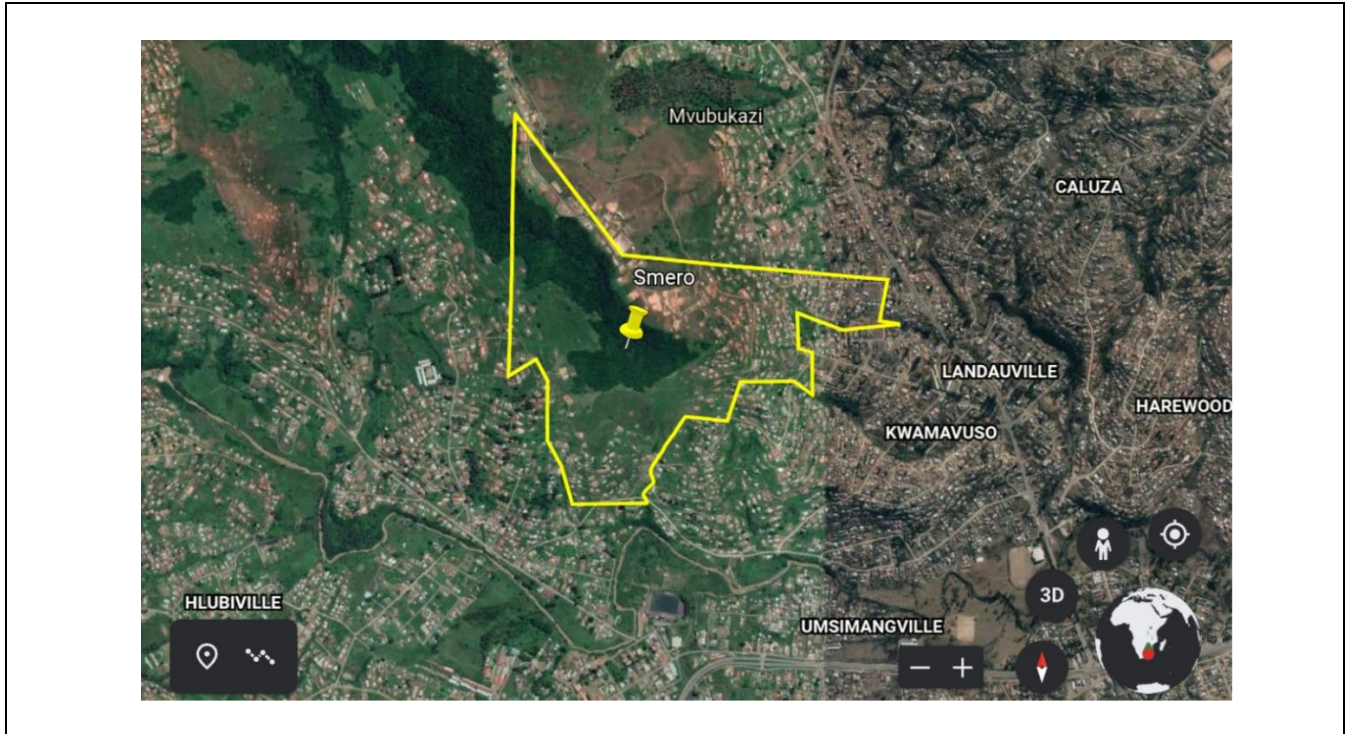 Mvubukazi
CALUZA
Smero
LANDAUVILLE
HAREWOOD
KWAMAVUSO
HLUBIVILLE
3D
UMSIMANGVILLE